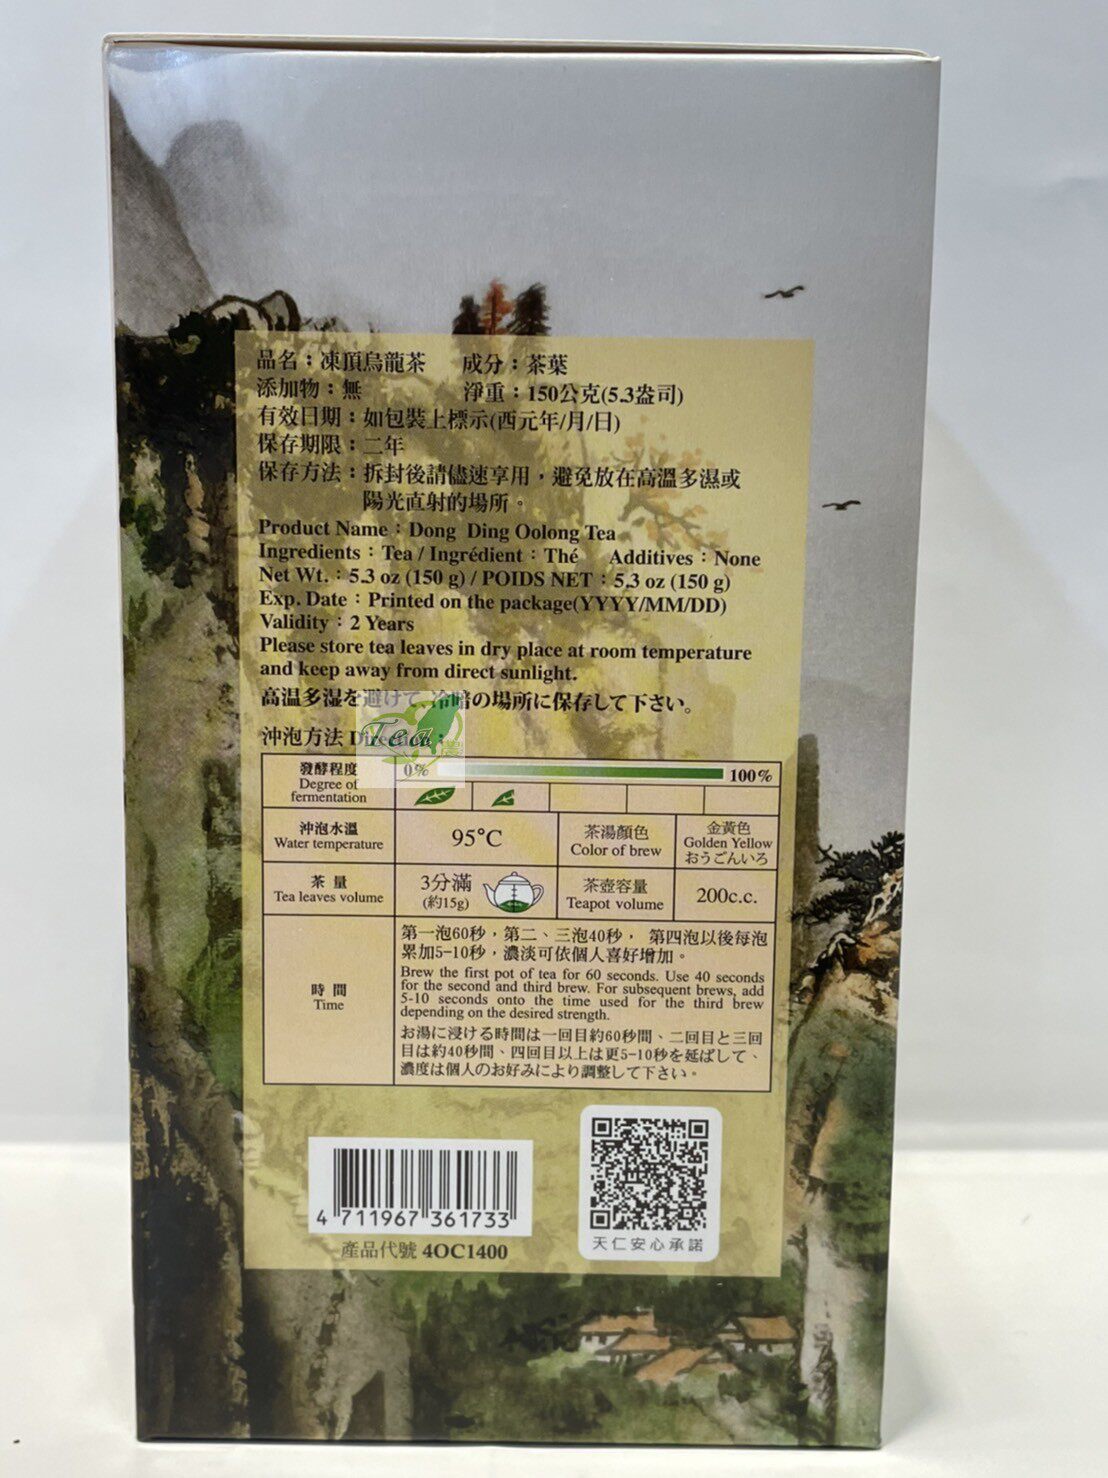 品名：凍頂烏龍茶 成分：茶葉
添加物：無 淨重：150公克(5.3盎司)
有效日期：如包裝上標示(西元年/月/日)
保存期限：二年
保存方法：拆封後請儘速享用，避免放在高溫多濕或
陽光直射的場所。
Product Name：Dong Ding Oolong Tea
Ingredients：Tea / Ingrédient：Thé Additives：None
Net Wt.：5.3 oz (150 g) / POIDS NET：5.3 oz (150 g)
Exp. Date：Printed on the package(YYYY/MM/DD)
Validity：2 Years
Please store tea leaves in dry place at room temperature
and keep away from direct sunlight.
高温多湿を避けて、冷暗の場所に保存して下さい。
Tea
沖泡方法 Direction：
發酵程度
Degree of
fermentation
0% 100%
沖泡水溫
Water temperature
95°C
茶湯顏色
Color of brew
金黃色
Golden Yellow
おうごんいろ
茶 量
Tea leaves volume
3分滿
(約15g)
茶壺容量
Teapot volume
200c.c.
時 間
Time
第一泡60秒，第二、三泡40秒， 第四泡以後每泡
累加5-10秒，濃淡可依個人喜好增加。
Brew the first pot of tea for 60 seconds. Use 40 seconds
for the second and third brew. For subsequent brews, add
5-10 seconds onto the time used for the third brew
depending on the desired strength.
お湯に浸ける時間は一回目約60秒間、二回目と三回
目は約40秒間、四回目以上は更5-10秒を延ばして、
濃度は個人のお好みにより調整して下さい。
4 711967 361733
產品代號 4OC1400
天仁安心承諾